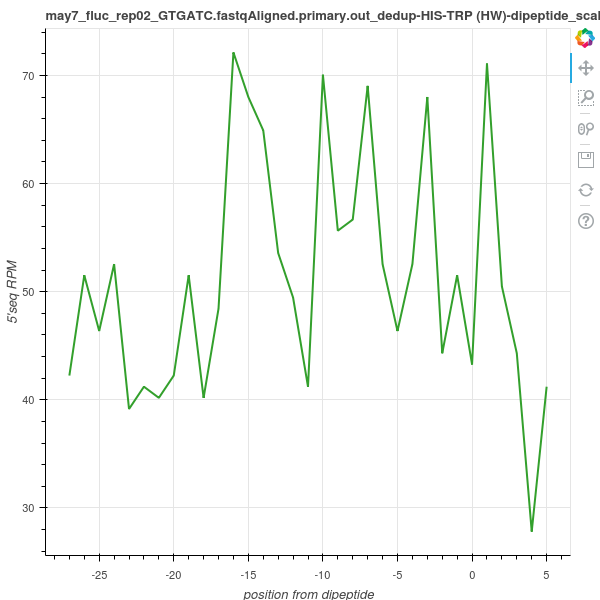 may7_fluc_rep02_GTGATC.fastqAligned.primary.out_dedup-HIS-TRP (HW)-dipeptide_scal
70
60
50
40
30
5'seq RPM
-25 -20 -15 -10 -5 0 5
position from dipeptide